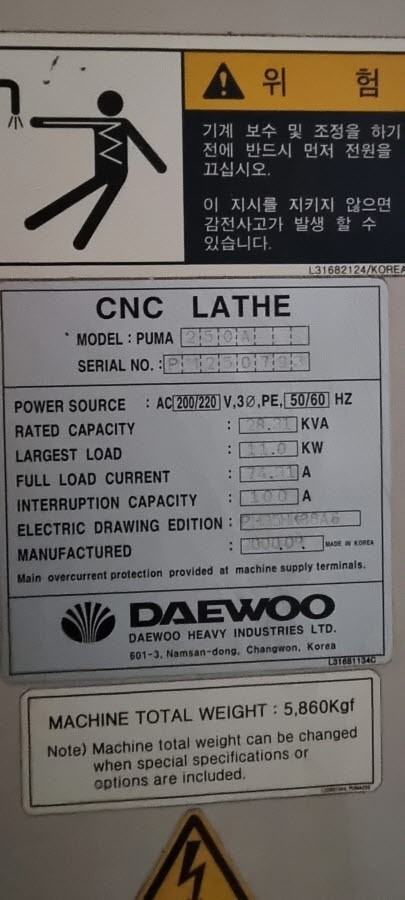 위 험
기계 보수 및 조정을 하기
전에 반드시 먼저 전원을
끄십시오.
이 지시를 지키지 않으면
감전사고가 발생 할 수
있습니다.
L31682124/KOREA
CNC LATHE
MODEL : PUMA 250A
SERIAL NO. :
POWER SOURCE : AC 200/220 V,3Ø,PE, 50/60 HZ
RATED CAPACITY : KVA
LARGEST LOAD : 11.0 KW
FULL LOAD CURRENT : A
INTERRUPTION CAPACITY : 100 A
ELECTRIC DRAWING EDITION :
MANUFACTURED : MADE IN KOREA
Main overcurrent protection provided at machine supply terminals.
DAEWOO
DAEWOO HEAVY INDUSTRIES LTD.
601-3, Namsan-dong, Changwon, Korea
L31681134C
MACHINE TOTAL WEIGHT : 5,860Kgf
Note) Machine total weight can be changed
when special specifications or
options are included.